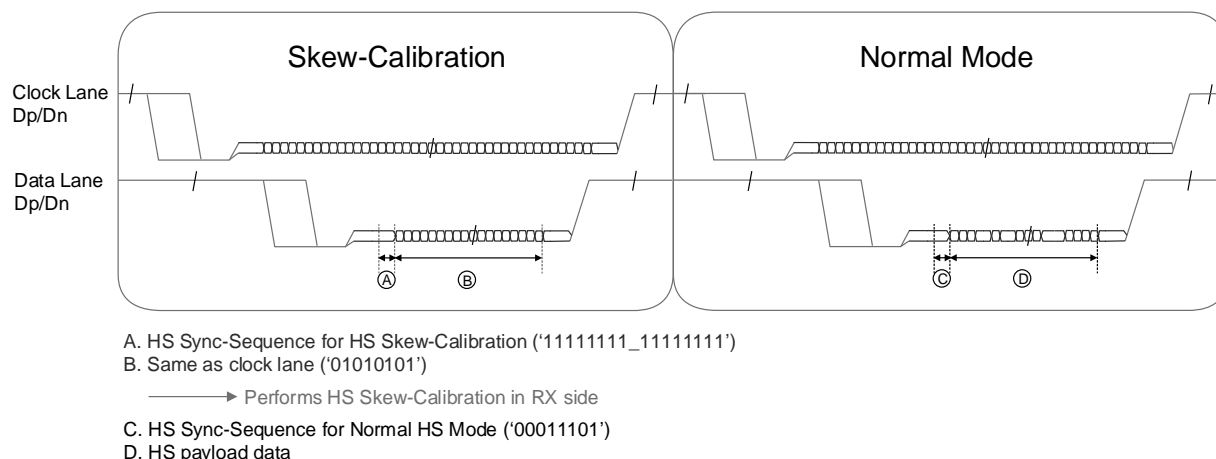 Skew-Calibration
Normal Mode
Clock Lane
Dp/Dn
Data Lane
Dp/Dn
A
B
C
D
A. HS Sync-Sequence for HS Skew-Calibration (‘11111111_11111111’)
B. Same as clock lane (‘01010101’)
Performs HS Skew-Calibration in RX side
C. HS Sync-Sequence for Normal HS Mode (‘00011101’)
D. HS payload data